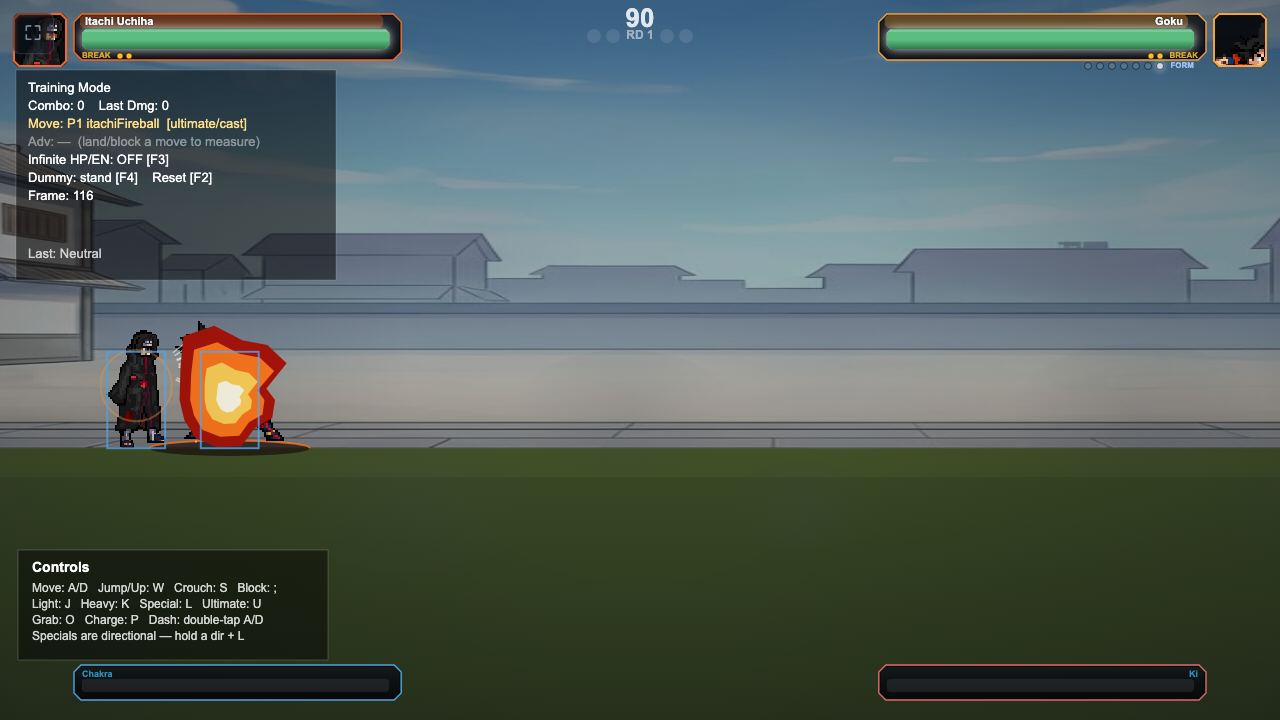 Itachi Uchiha
90
Goku
RD 1
BREAK
BREAK
FORM
Training Mode
Combo: 0    Last Dmg: 0
Move: P1 itachiFireball  [ultimate/cast]
Adv: —  (land/block a move to measure)
Infinite HP/EN: OFF [F3]
Dummy: stand [F4]    Reset [F2]
Frame: 116
Last: Neutral
Controls
Move: A/D   Jump/Up: W   Crouch: S   Block: ;
Light: J   Heavy: K   Special: L   Ultimate: U
Grab: O   Charge: P   Dash: double-tap A/D
Specials are directional — hold a dir + L
Chakra
Ki